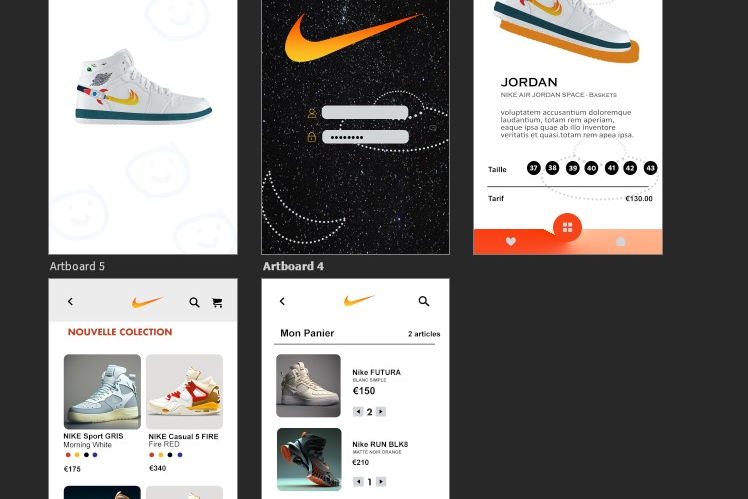 JORDAN
NIKE AIR JORDAN SPACE - Baskets
voluptatem accusantium doloremque
laudantium, totam rem aperiam,
eaque ipsa quae ab illo inventore
veritatis et quasi.totam rem apea ipsa.
Taille 37 38 39 40 41 42 43
Tarif €130.00
Artboard 5
Artboard 4
NOUVELLE COLECTION
NIKE Sport GRIS
Morning White
€175
NIKE Casual 5 FIRE
Fire RED
€340
Mon Panier 2 articles
Nike FUTURA
BLANC SIMPLE
€150
2
Nike RUN BLK8
MATTE NOIR ORANGE
€210
1